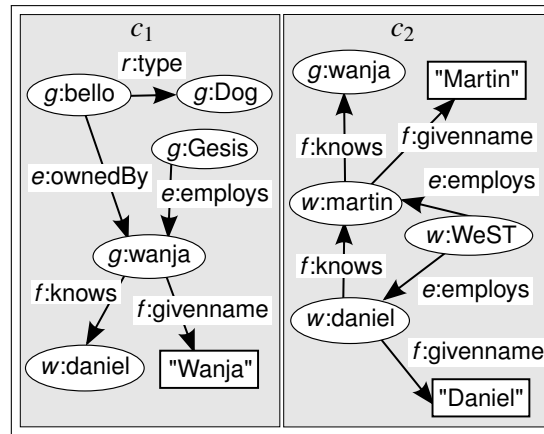 c1
r:type
g:bello
g:Dog
g:Gesis
e:ownedBy
e:employs
g:wanja
f:knows
f:givenname
w:daniel
"Wanja"
c2
g:wanja
"Martin"
f:givenname
f:knows
e:employs
w:martin
w:WeST
f:knows
e:employs
w:daniel
f:givenname
"Daniel"